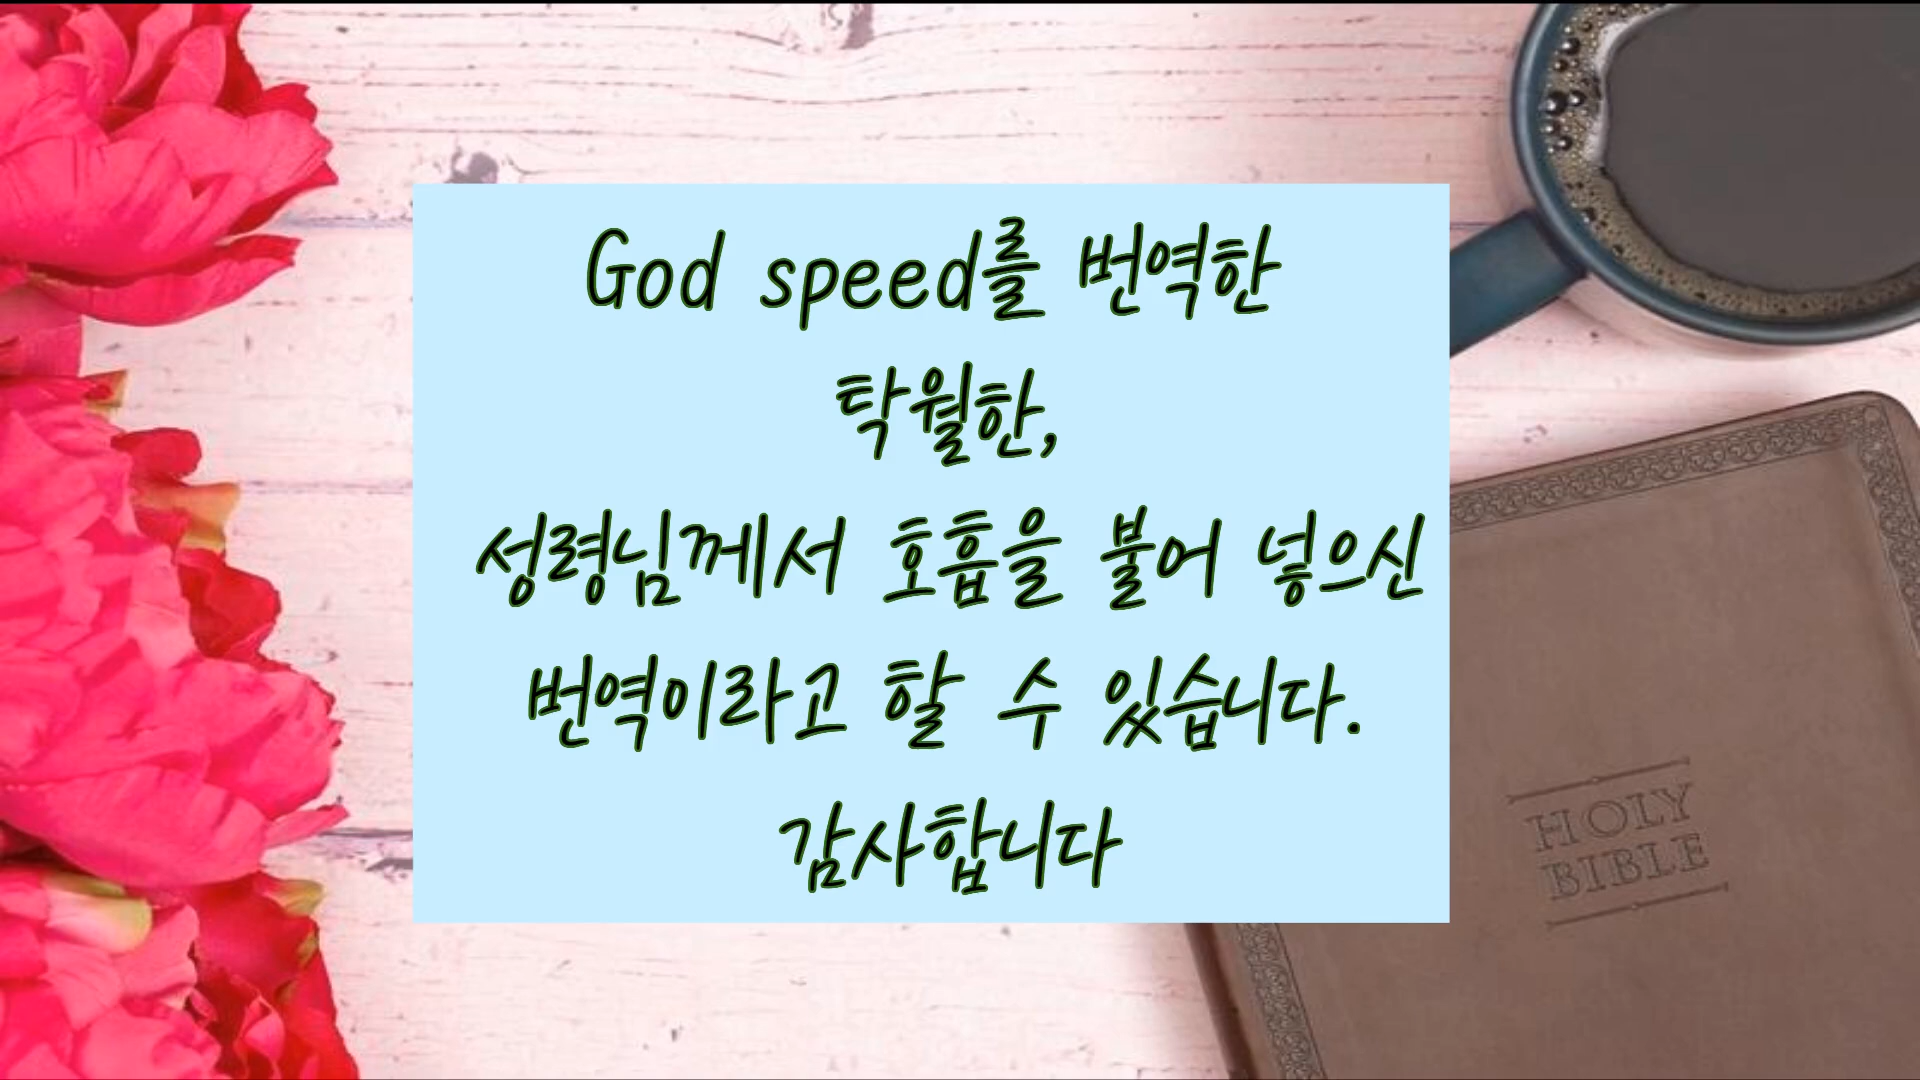 God speed를 번역한
탁월한,
성령님께서 호흡을 불어 넣으신
번역이라고 할 수 있습니다.
감사합니다
HOLY
BIBLE